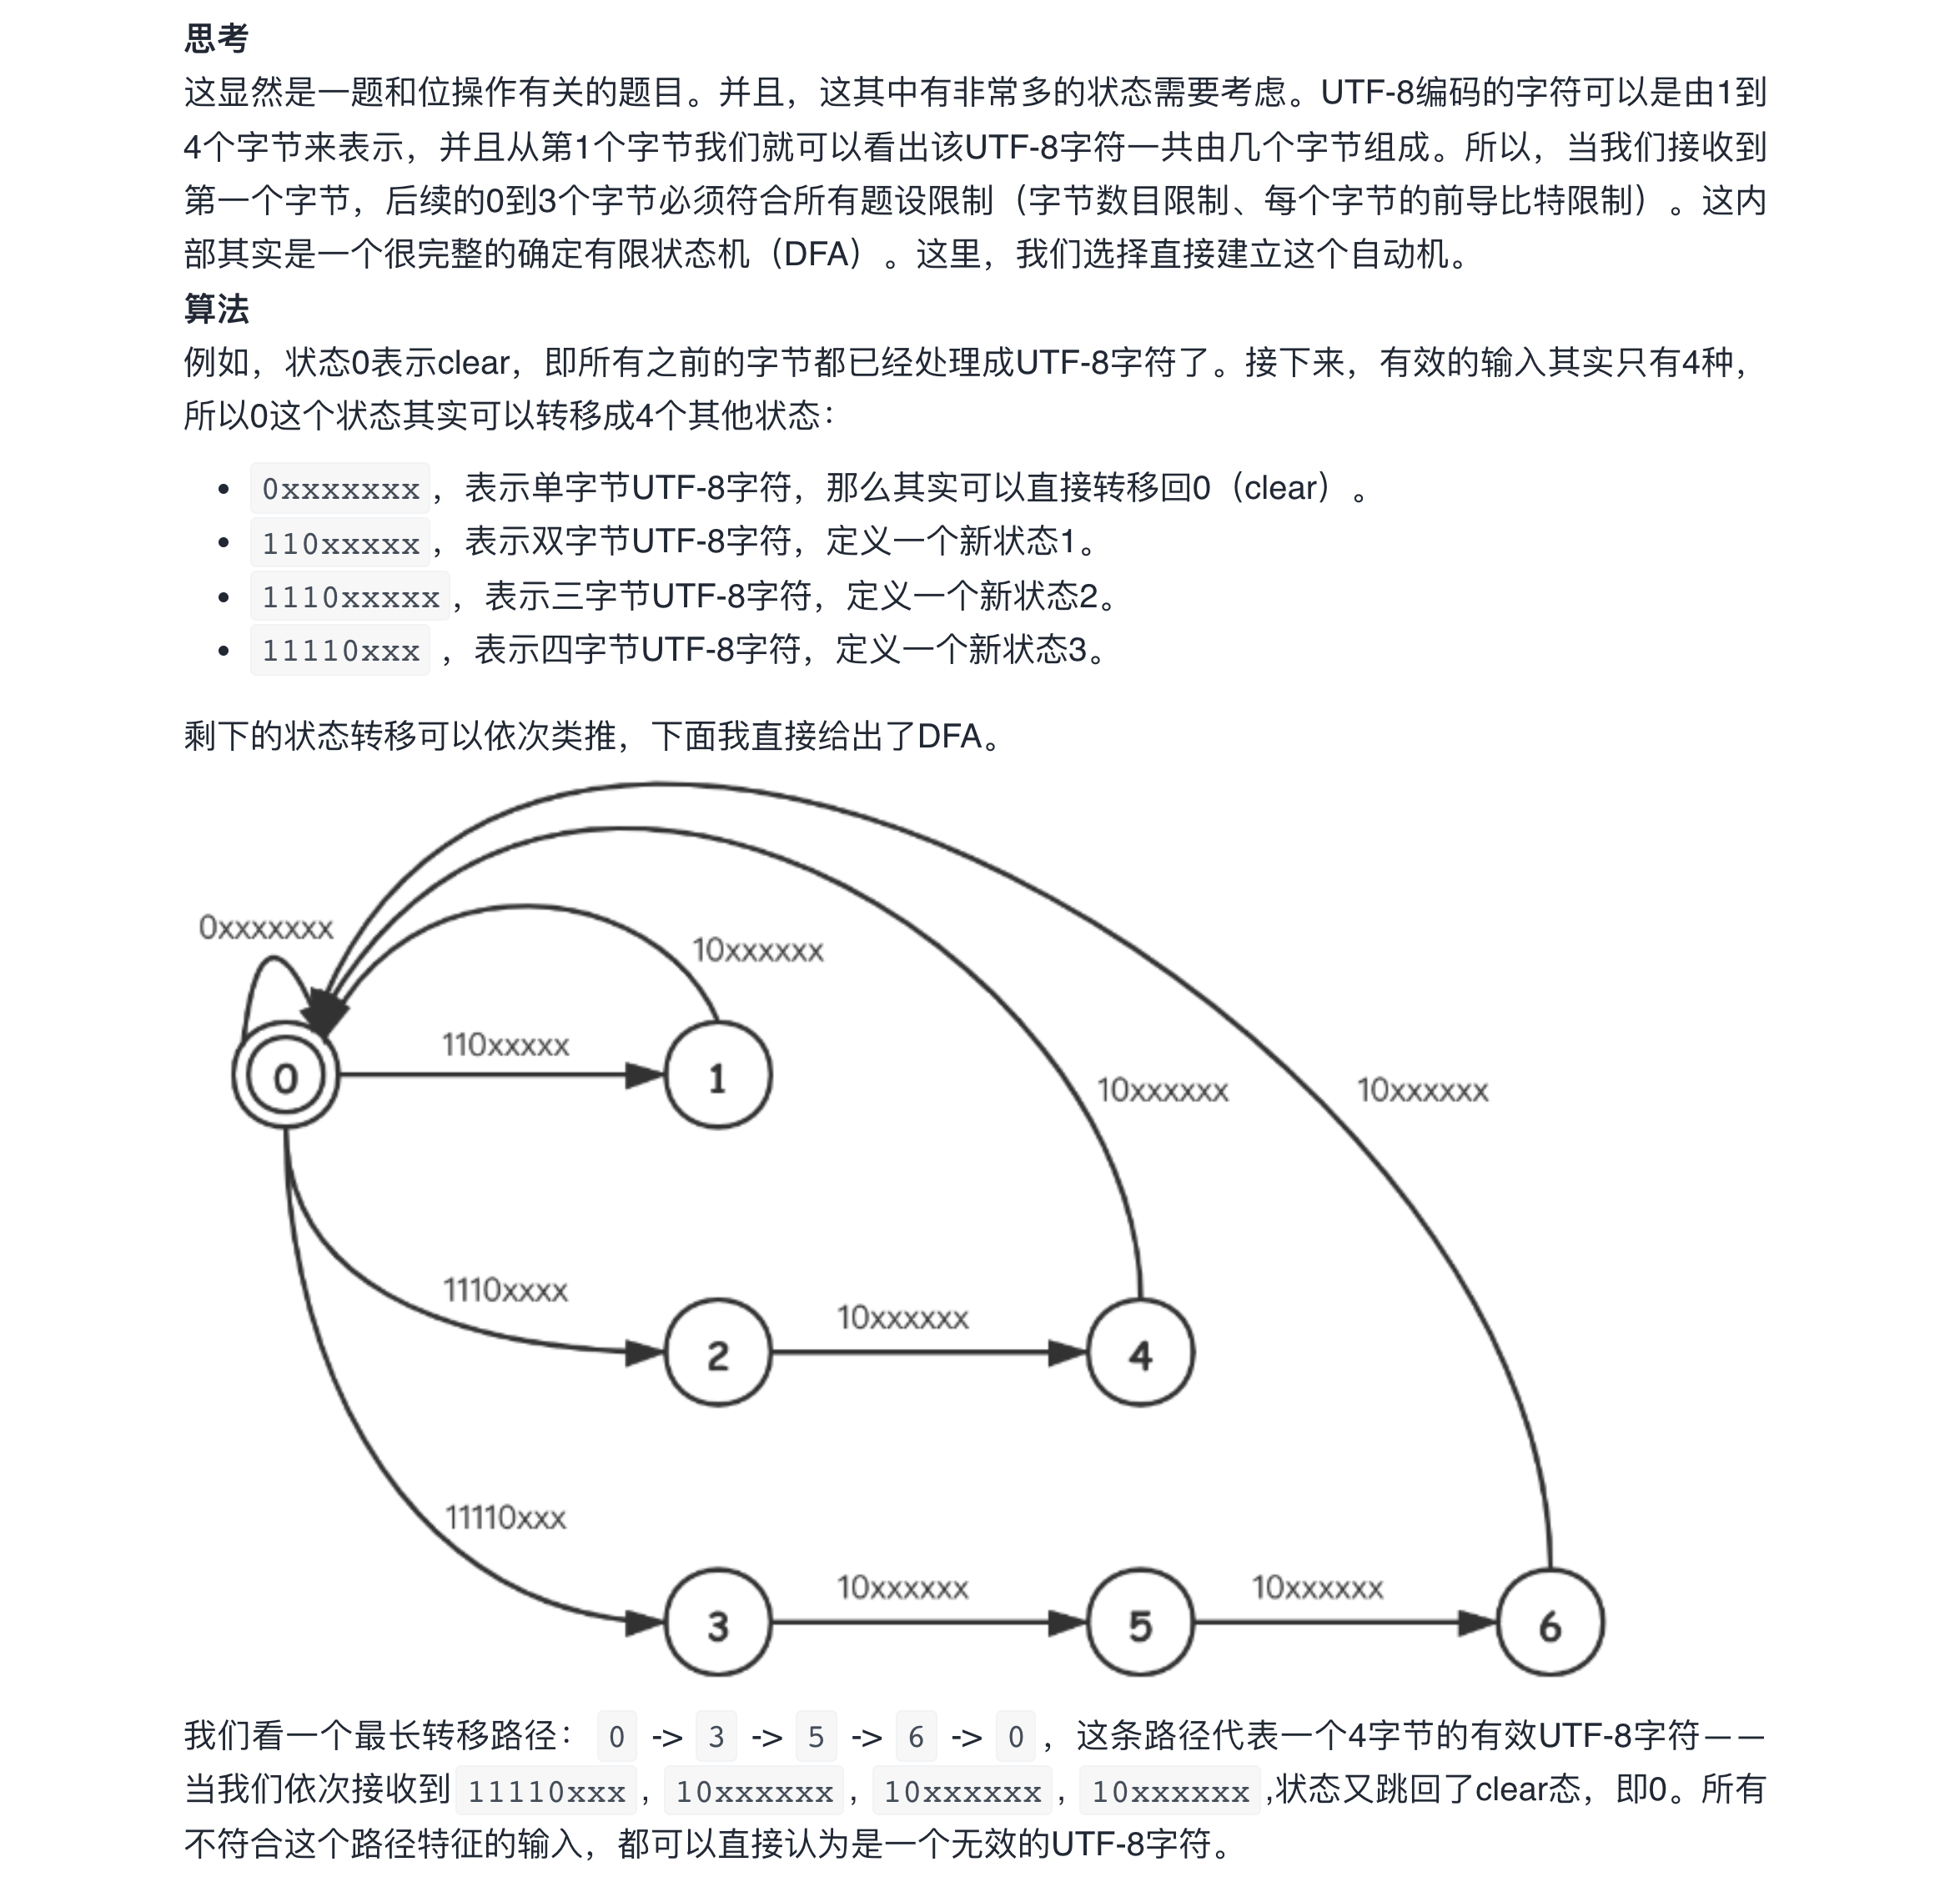 思考
这显然是一题和位操作有关的题目。并且，这其中有非常多的状态需要考虑。UTF-8编码的字符可以是由1到
4个字节来表示，并且从第1个字节我们就可以看出该UTF-8字符一共由几个字节组成。所以，当我们接收到
第一个字节，后续的0到3个字节必须符合所有题设限制（字节数目限制、每个字节的前导比特限制）。这内
部其实是一个很完整的确定有限状态机（DFA）。这里，我们选择直接建立这个自动机。
算法
例如，状态0表示clear，即所有之前的字节都已经处理成UTF-8字符了。接下来，有效的输入其实只有4种，
所以0这个状态其实可以转移成4个其他状态：
• 0xxxxxxx，表示单字节UTF-8字符，那么其实可以直接转移回0（clear）。
• 110xxxxx，表示双字节UTF-8字符，定义一个新状态1。
• 1110xxxxx，表示三字节UTF-8字符，定义一个新状态2。
• 11110xxx ，表示四字节UTF-8字符，定义一个新状态3。
剩下的状态转移可以依次类推，下面我直接给出了DFA。
0xxxxxxx
10xxxxxx
110xxxxx
0
1
10xxxxxx
10xxxxxx
1110xxxx
10xxxxxx
2
4
11110xxx
10xxxxxx
10xxxxxx
3
5
6
我们看一个最长转移路径： 0 -> 3 -> 5 -> 6 -> 0 ，这条路径代表一个4字节的有效UTF-8字符——
当我们依次接收到 11110xxx ，10xxxxxx ，10xxxxxx ，10xxxxxx ,状态又跳回了clear态，即0。所有
不符合这个路径特征的输入，都可以直接认为是一个无效的UTF-8字符。